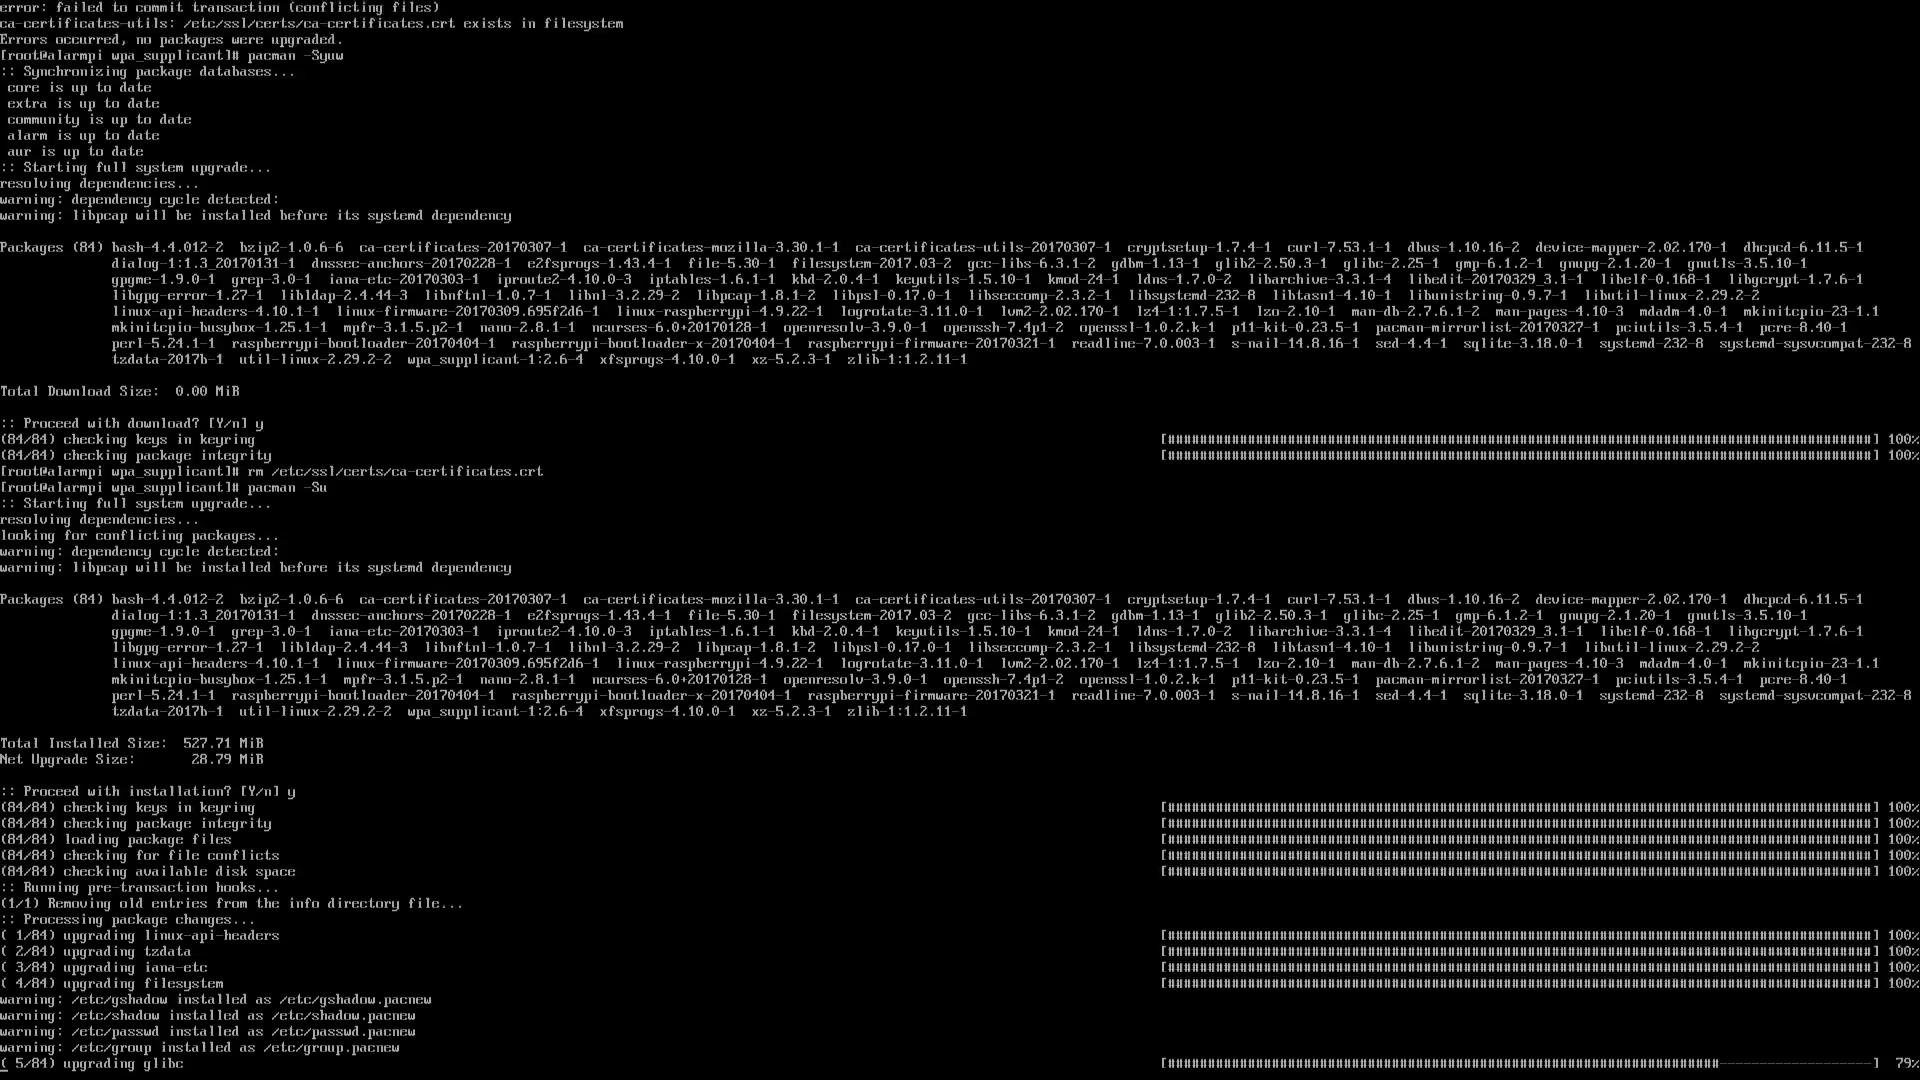 error: failed to commit transaction (conflicting files)
ca-certificates-utils: /etc/ssl/certs/ca-certificates.crt exists in filesystem
Errors occurred, no packages were upgraded.
[root@alarmpi wpa_supplicant]# pacman -Syuw
:: Synchronizing package databases...
 core is up to date
 extra is up to date
 community is up to date
 alarm is up to date
 aur is up to date
:: Starting full system upgrade...
resolving dependencies...
warning: dependency cycle detected:
warning: libpcap will be installed before its systemd dependency
Packages (84) bash-4.4.012-2  bzip2-1.0.6-6  ca-certificates-20170307-1  ca-certificates-mozilla-3.30.1-1  ca-certificates-utils-20170307-1  cryptsetup-1.7.4-1  curl-7.53.1-1  dbus-1.10.16-2  device-mapper-2.02.170-1  dhcpcd-6.11.5-1
              dialog-1:1.3_20170131-1  dnssec-anchors-20170228-1  e2fsprogs-1.43.4-1  file-5.30-1  filesystem-2017.03-2  gcc-libs-6.3.1-2  gdbm-1.13-1  glib2-2.50.3-1  glibc-2.25-1  gmp-6.1.2-1  gnupg-2.1.20-1  gnutls-3.5.10-1
              gpgme-1.9.0-1  grep-3.0-1  iana-etc-20170303-1  iproute2-4.10.0-3  iptables-1.6.1-1  kbd-2.0.4-1  keyutils-1.5.10-1  kmod-24-1  ldns-1.7.0-2  libarchive-3.3.1-4  libedit-20170329_3.1-1  libelf-0.168-1  libgcrypt-1.7.6-1
              libgpg-error-1.27-1  libldap-2.4.44-3  libnftnl-1.0.7-1  libnl-3.2.29-2  libpcap-1.8.1-2  libpsl-0.17.0-1  libseccomp-2.3.2-1  libsystemd-232-8  libtasn1-4.10-1  libunistring-0.9.7-1  libutil-linux-2.29.2-2
              linux-api-headers-4.10.1-1  linux-firmware-20170309.695f2d6-1  linux-raspberrypi-4.9.22-1  logrotate-3.11.0-1  lvm2-2.02.170-1  lz4-1:1.7.5-1  lzo-2.10-1  man-db-2.7.6.1-2  man-pages-4.10-3  mdadm-4.0-1  mkinitcpio-23-1.1
              mkinitcpio-busybox-1.25.1-1  mpfr-3.1.5.p2-1  nano-2.8.1-1  ncurses-6.0+20170128-1  openresolv-3.9.0-1  openssh-7.4p1-2  openssl-1.0.2.k-1  p11-kit-0.23.5-1  pacman-mirrorlist-20170327-1  pciutils-3.5.4-1  pcre-8.40-1
              perl-5.24.1-1  raspberrypi-bootloader-20170404-1  raspberrypi-bootloader-x-20170404-1  raspberrypi-firmware-20170321-1  readline-7.0.003-1  s-nail-14.8.16-1  sed-4.4-1  sqlite-3.18.0-1  systemd-232-8  systemd-sysvcompat-232-8
              tzdata-2017b-1  util-linux-2.29.2-2  wpa_supplicant-1:2.6-4  xfsprogs-4.10.0-1  xz-5.2.3-1  zlib-1:1.2.11-1
Total Download Size:  0.00 MiB
:: Proceed with download? [Y/n] y
(84/84) checking keys in keyring [########################################################################################] 100%
(84/84) checking package integrity [########################################################################################] 100%
[root@alarmpi wpa_supplicant]# rm /etc/ssl/certs/ca-certificates.crt
[root@alarmpi wpa_supplicant]# pacman -Su
:: Starting full system upgrade...
resolving dependencies...
looking for conflicting packages...
warning: dependency cycle detected:
warning: libpcap will be installed before its systemd dependency
Packages (84) bash-4.4.012-2  bzip2-1.0.6-6  ca-certificates-20170307-1  ca-certificates-mozilla-3.30.1-1  ca-certificates-utils-20170307-1  cryptsetup-1.7.4-1  curl-7.53.1-1  dbus-1.10.16-2  device-mapper-2.02.170-1  dhcpcd-6.11.5-1
              dialog-1:1.3_20170131-1  dnssec-anchors-20170228-1  e2fsprogs-1.43.4-1  file-5.30-1  filesystem-2017.03-2  gcc-libs-6.3.1-2  gdbm-1.13-1  glib2-2.50.3-1  glibc-2.25-1  gmp-6.1.2-1  gnupg-2.1.20-1  gnutls-3.5.10-1
              gpgme-1.9.0-1  grep-3.0-1  iana-etc-20170303-1  iproute2-4.10.0-3  iptables-1.6.1-1  kbd-2.0.4-1  keyutils-1.5.10-1  kmod-24-1  ldns-1.7.0-2  libarchive-3.3.1-4  libedit-20170329_3.1-1  libelf-0.168-1  libgcrypt-1.7.6-1
              libgpg-error-1.27-1  libldap-2.4.44-3  libnftnl-1.0.7-1  libnl-3.2.29-2  libpcap-1.8.1-2  libpsl-0.17.0-1  libseccomp-2.3.2-1  libsystemd-232-8  libtasn1-4.10-1  libunistring-0.9.7-1  libutil-linux-2.29.2-2
              linux-api-headers-4.10.1-1  linux-firmware-20170309.695f2d6-1  linux-raspberrypi-4.9.22-1  logrotate-3.11.0-1  lvm2-2.02.170-1  lz4-1:1.7.5-1  lzo-2.10-1  man-db-2.7.6.1-2  man-pages-4.10-3  mdadm-4.0-1  mkinitcpio-23-1.1
              mkinitcpio-busybox-1.25.1-1  mpfr-3.1.5.p2-1  nano-2.8.1-1  ncurses-6.0+20170128-1  openresolv-3.9.0-1  openssh-7.4p1-2  openssl-1.0.2.k-1  p11-kit-0.23.5-1  pacman-mirrorlist-20170327-1  pciutils-3.5.4-1  pcre-8.40-1
              perl-5.24.1-1  raspberrypi-bootloader-20170404-1  raspberrypi-bootloader-x-20170404-1  raspberrypi-firmware-20170321-1  readline-7.0.003-1  s-nail-14.8.16-1  sed-4.4-1  sqlite-3.18.0-1  systemd-232-8  systemd-sysvcompat-232-8
              tzdata-2017b-1  util-linux-2.29.2-2  wpa_supplicant-1:2.6-4  xfsprogs-4.10.0-1  xz-5.2.3-1  zlib-1:1.2.11-1
Total Installed Size:  527.71 MiB
Net Upgrade Size:       28.79 MiB
:: Proceed with installation? [Y/n] y
(84/84) checking keys in keyring [########################################################################################] 100%
(84/84) checking package integrity [########################################################################################] 100%
(84/84) loading package files [########################################################################################] 100%
(84/84) checking for file conflicts [########################################################################################] 100%
(84/84) checking available disk space [########################################################################################] 100%
:: Running pre-transaction hooks...
(1/1) Removing old entries from the info directory file...
:: Processing package changes...
( 1/84) upgrading linux-api-headers [########################################################################################] 100%
( 2/84) upgrading tzdata [########################################################################################] 100%
( 3/84) upgrading iana-etc [########################################################################################] 100%
( 4/84) upgrading filesystem [########################################################################################] 100%
warning: /etc/gshadow installed as /etc/gshadow.pacnew
warning: /etc/shadow installed as /etc/shadow.pacnew
warning: /etc/passwd installed as /etc/passwd.pacnew
warning: /etc/group installed as /etc/group.pacnew
( 5/84) upgrading glibc [#####################################################################-------------------] 79%